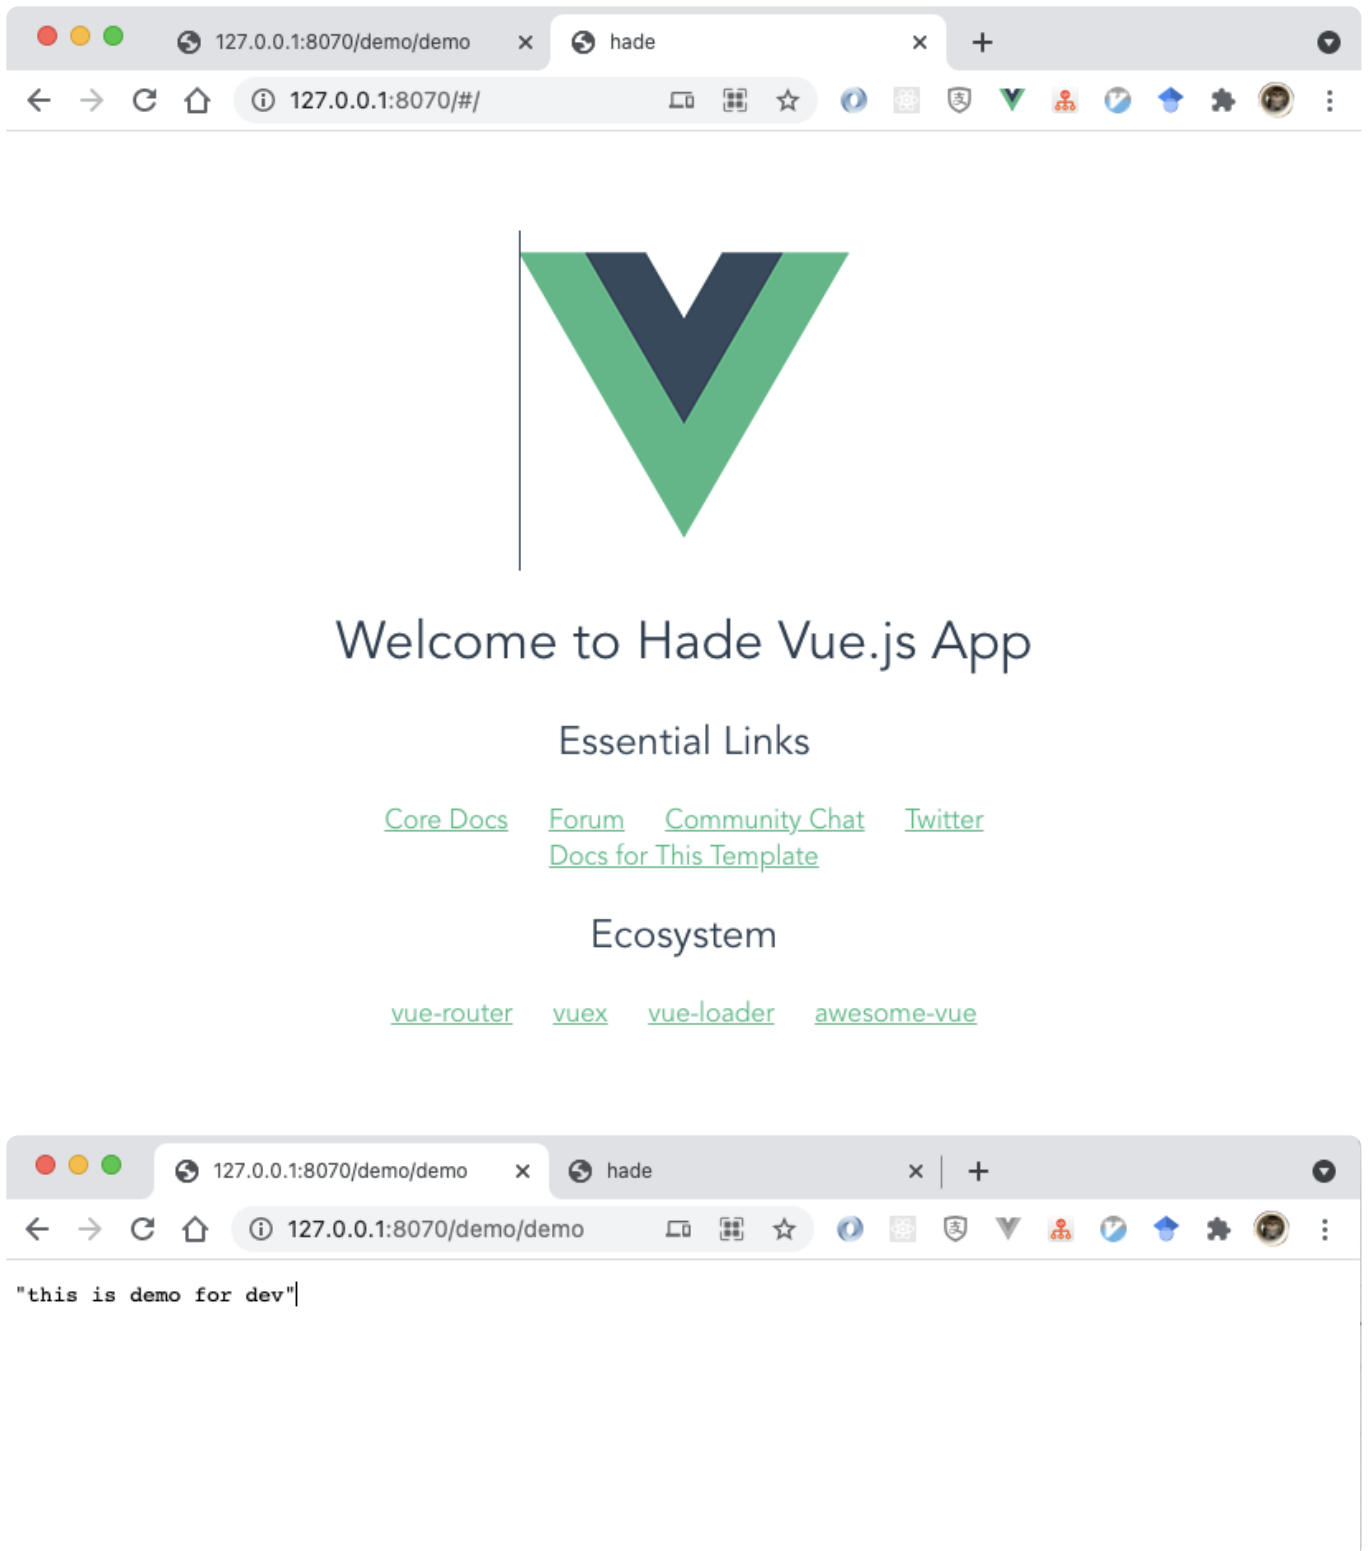 127.0.0.1:8070/demo/demo hade
127.0.0.1:8070/#/
Welcome to Hade Vue.js App
Essential Links
Core Docs Forum Community Chat Twitter
Docs for This Template
Ecosystem
vue-router vuex vue-loader awesome-vue
127.0.0.1:8070/demo/demo hade
127.0.0.1:8070/demo/demo
"this is demo for dev"